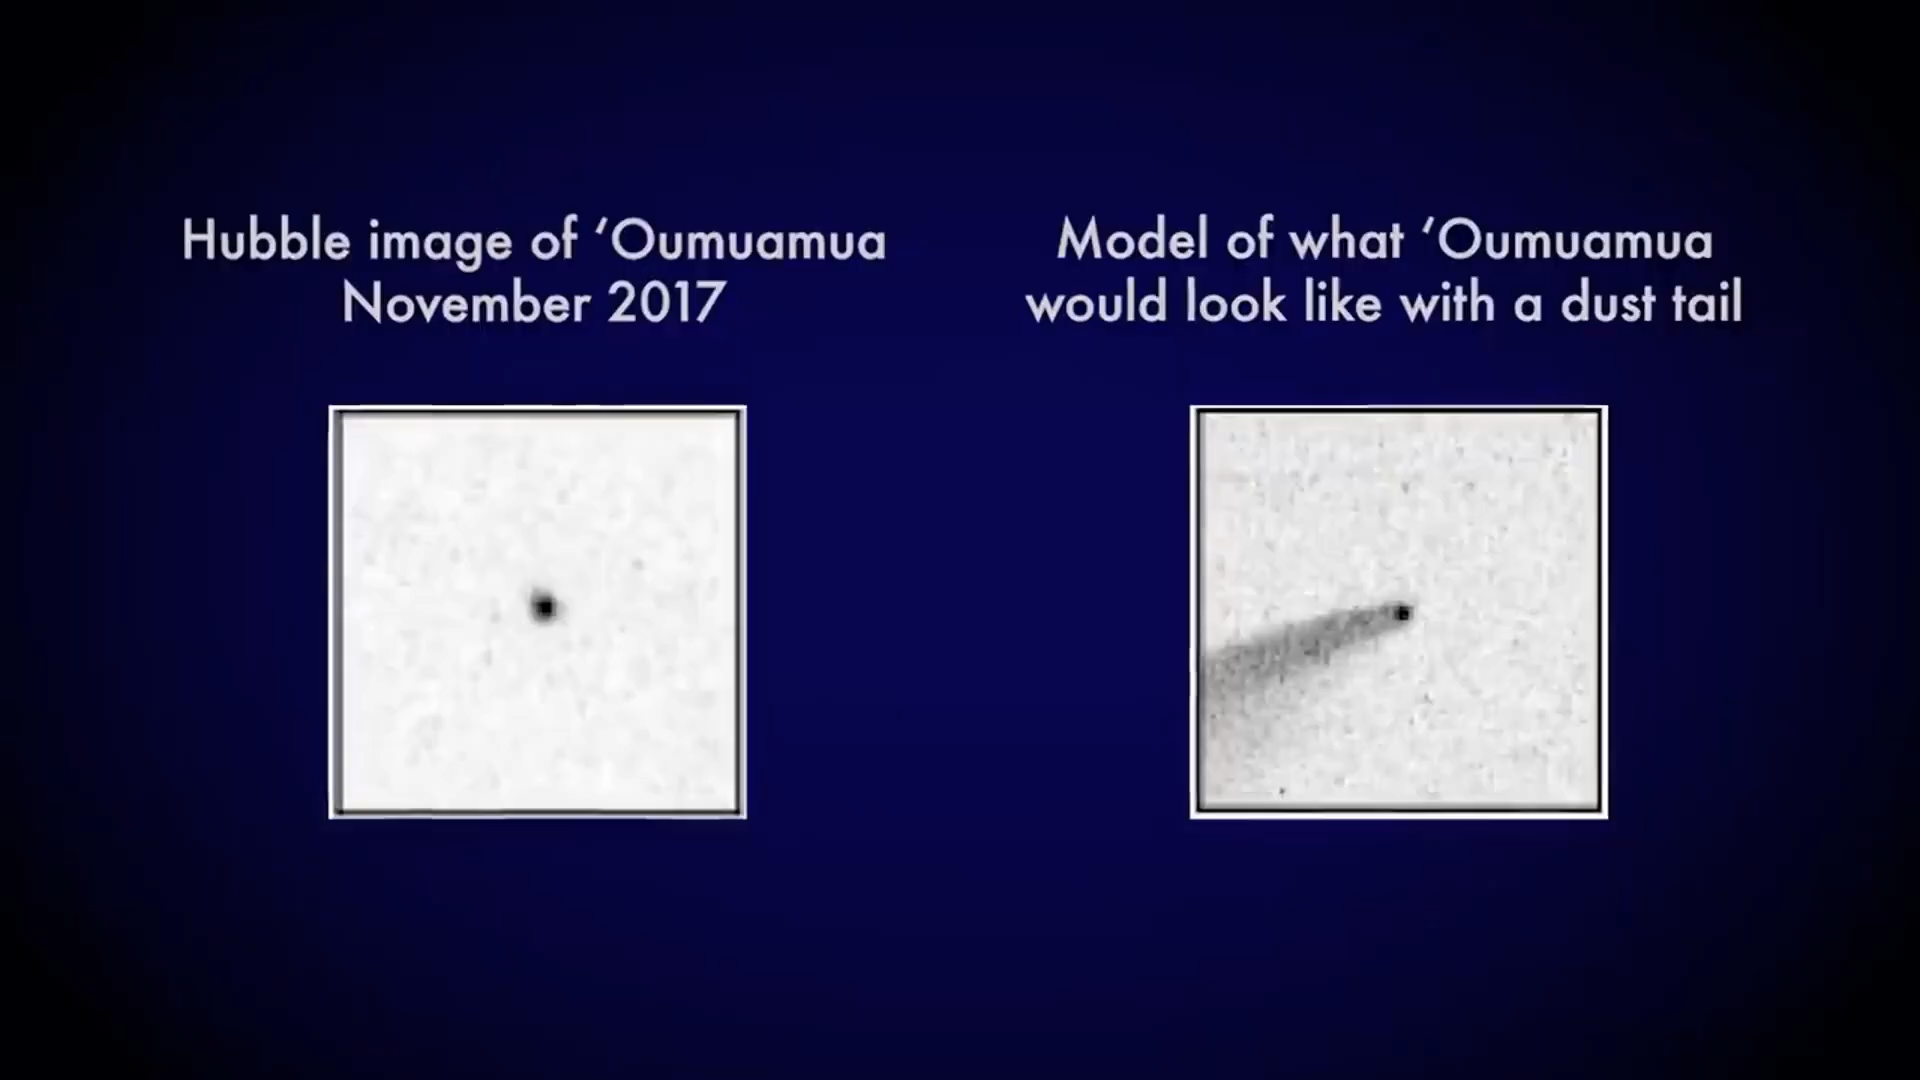 Hubble image of ‘Oumuamua
November 2017
Model of what ‘Oumuamua
would look like with a dust tail